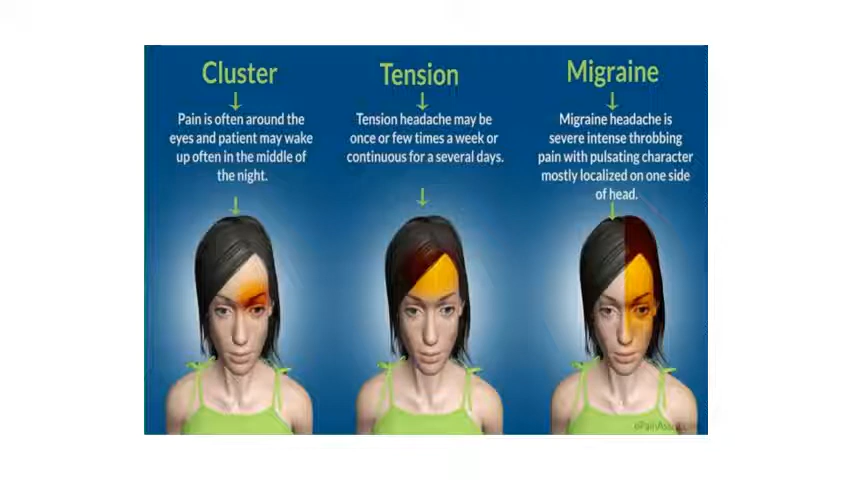 Cluster
Pain is often around the
eyes and patient may wake
up often in the middle of
the night.
Tension
Tension headache may be
once or few times a week or
continuous for a several days.
Migraine
Migraine headache is
severe intense throbbing
pain with pulsating character
mostly localized on one side
of head.